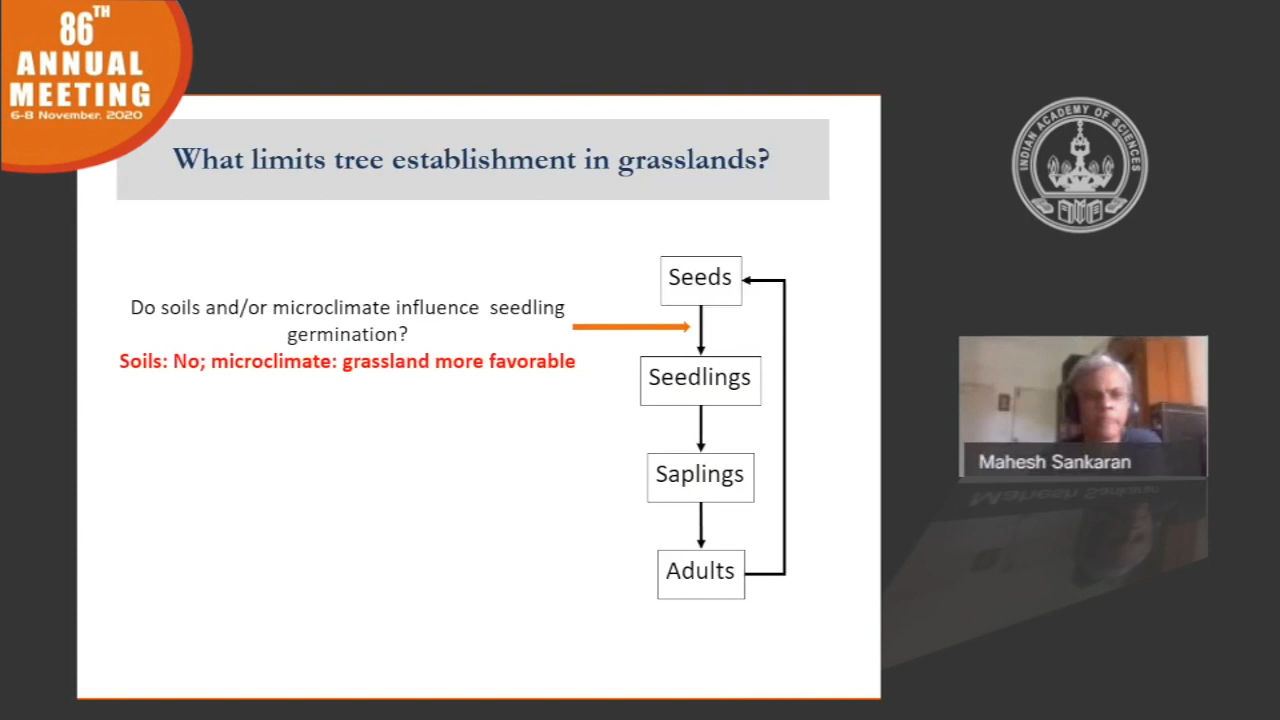 86TH
ANNUAL
MEETING
6-8 November, 2020
What limits tree establishment in grasslands?
Do soils and/or microclimate influence seedling
germination?
Soils: No; microclimate: grassland more favorable
Seeds
Seedlings
Saplings
Adults
INDIAN ACADEMY OF SCIENCES
Mahesh Sankaran